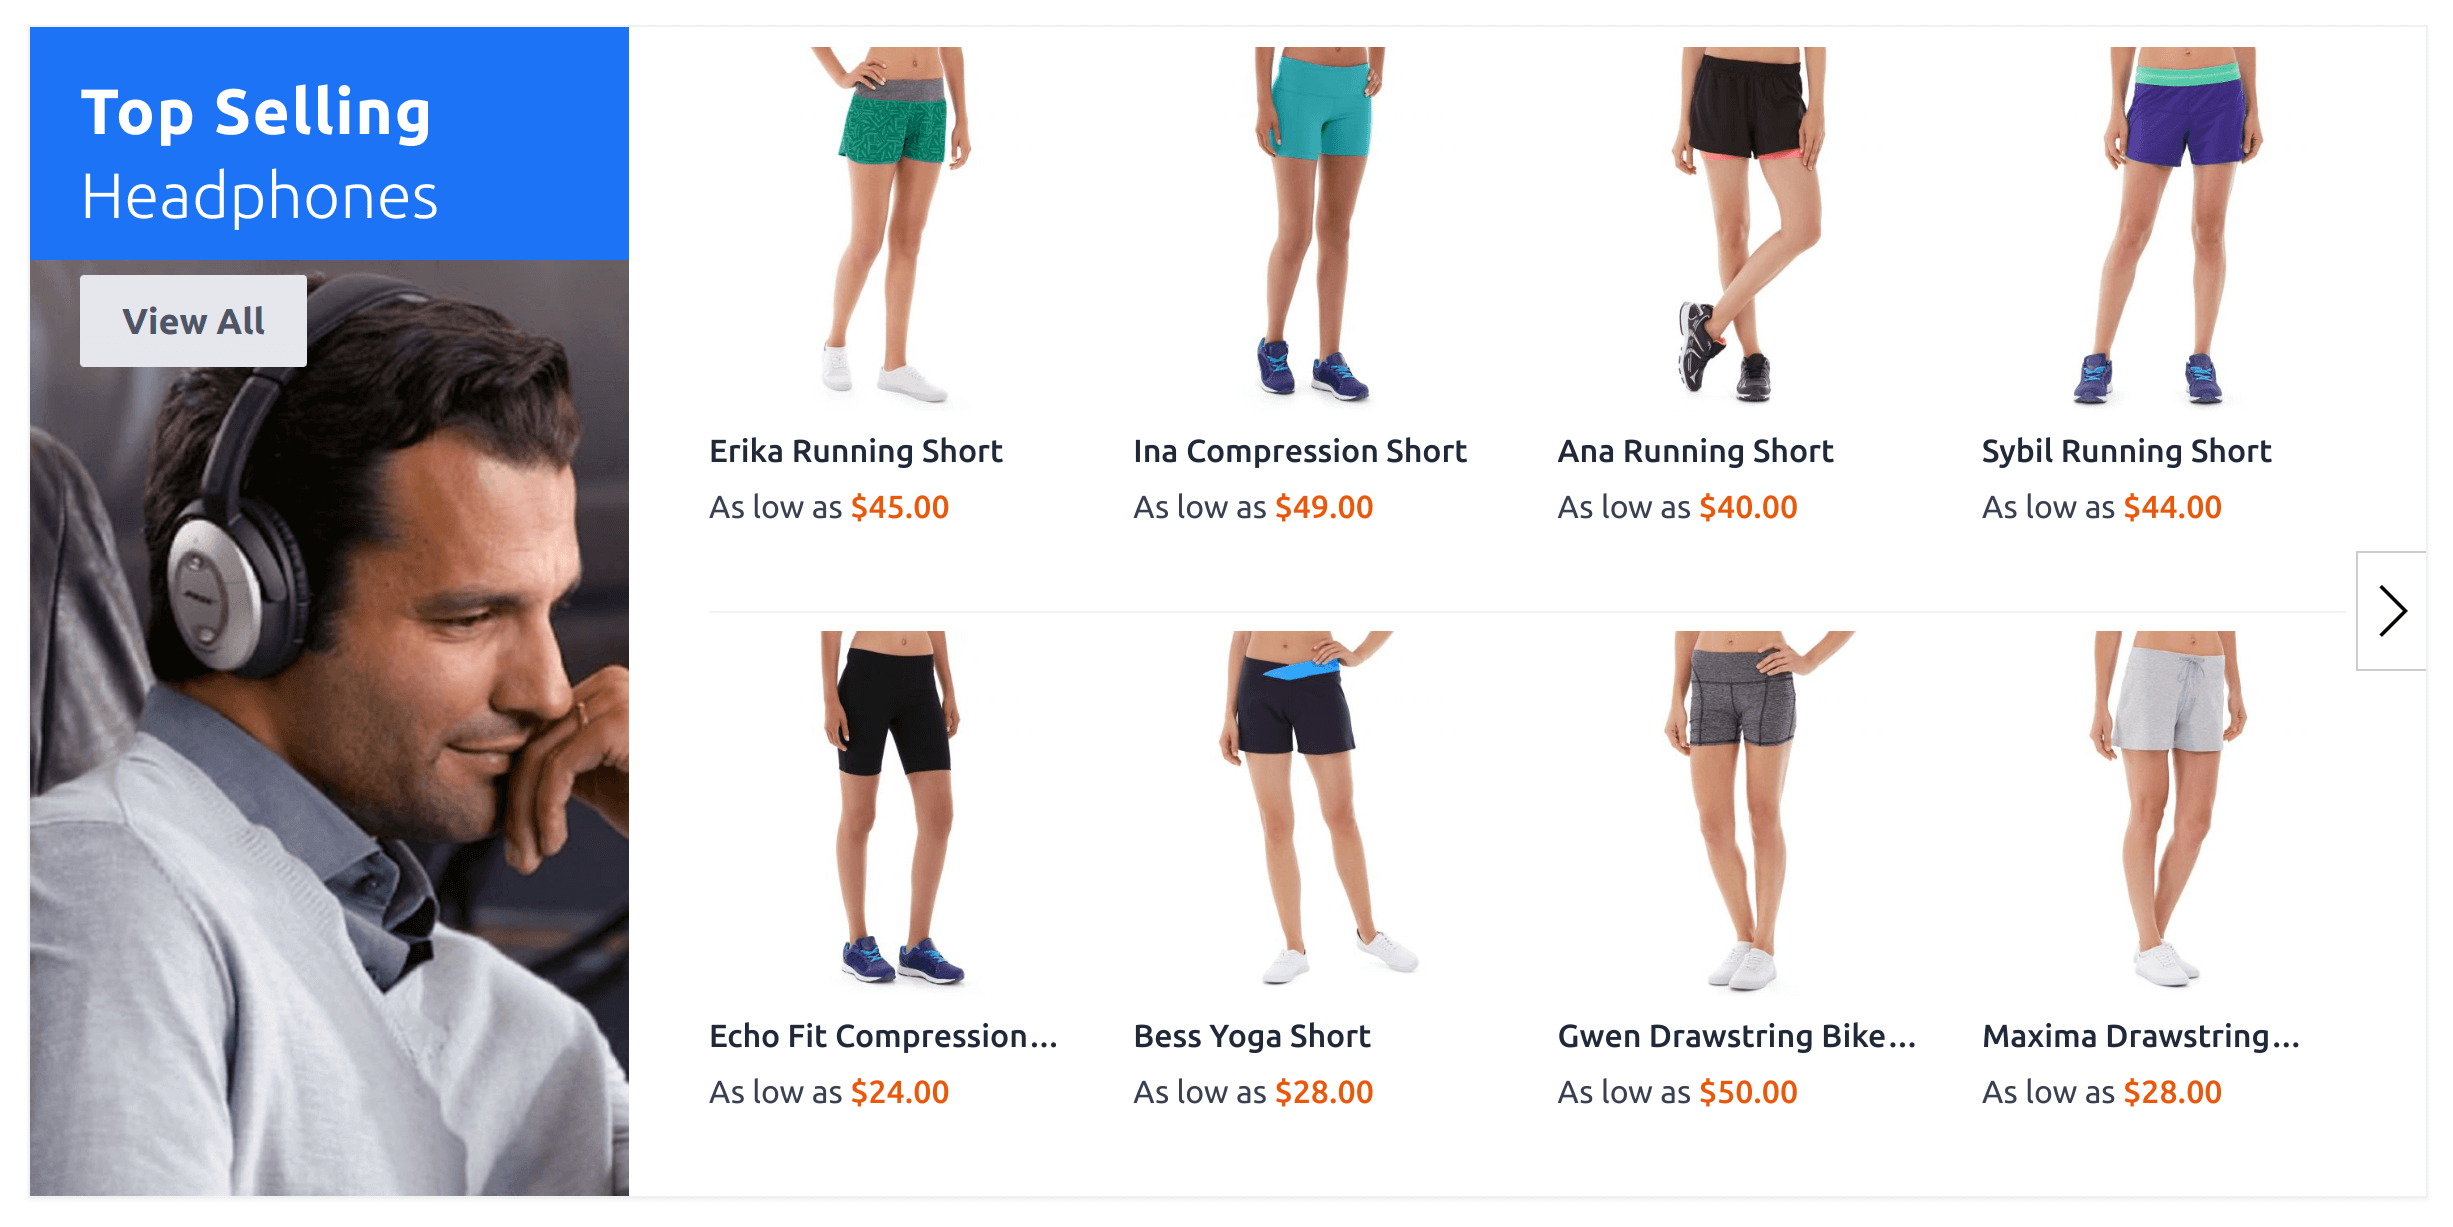 Top Selling
Headphones
View All
Erika Running Short
As low as $45.00
Ina Compression Short
As low as $49.00
Ana Running Short
As low as $40.00
Sybil Running Short
As low as $44.00
Echo Fit Compression...
As low as $24.00
Bess Yoga Short
As low as $28.00
Gwen Drawstring Bike...
As low as $50.00
Maxima Drawstring...
As low as $28.00